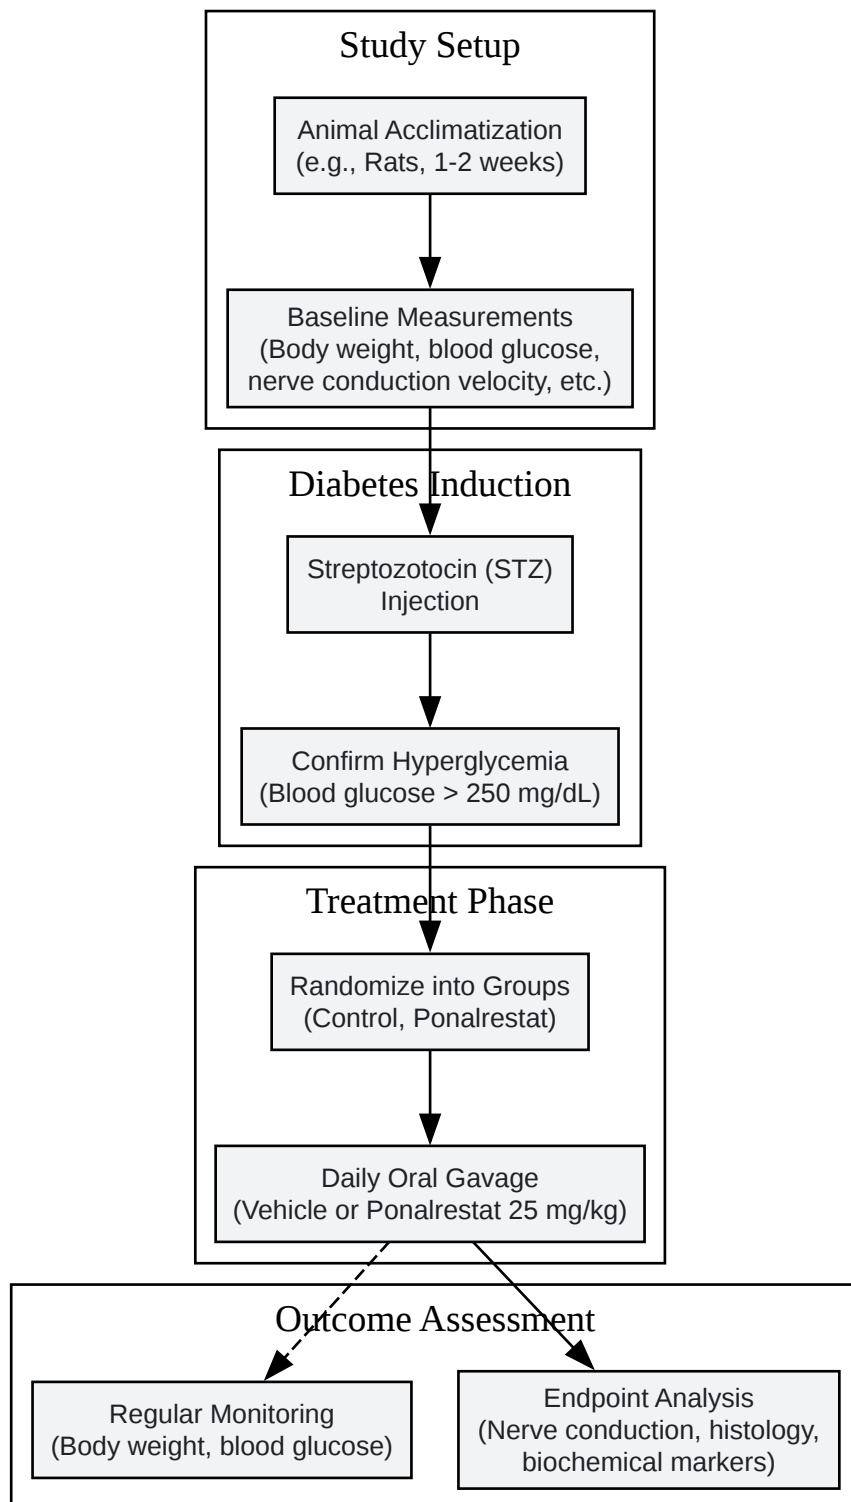 Study Setup
Animal Acclimatization
(e.g., Rats, 1-2 weeks)
Baseline Measurements
(Body weight, blood glucose,
nerve conduction velocity, etc.)
Diabetes Induction
Streptozotocin (STZ)
Injection
Confirm Hyperglycemia
(Blood glucose > 250 mg/dL)
Treatment Phase
Randomize into Groups
(Control, Ponalrestat)
Daily Oral Gavage
(Vehicle or Ponalrestat 25 mg/kg)
Outcome Assessment
Regular Monitoring
(Body weight, blood glucose)
Endpoint Analysis
(Nerve conduction, histology,
biochemical markers)